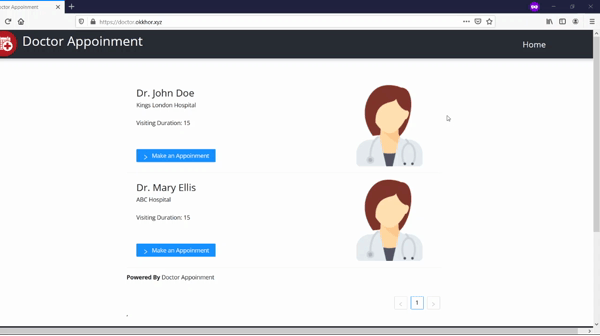 octor Appoinment
https://doctor.okkhor.xyz
Doctor Appoinment
Home
Dr. John Doe
Kings London Hospital
Visiting Duration: 15
Make an Appoinment
Dr. Mary Ellis
ABC Hospital
Visiting Duration: 15
Make an Appoinment
Powered By Doctor Appoinment
1